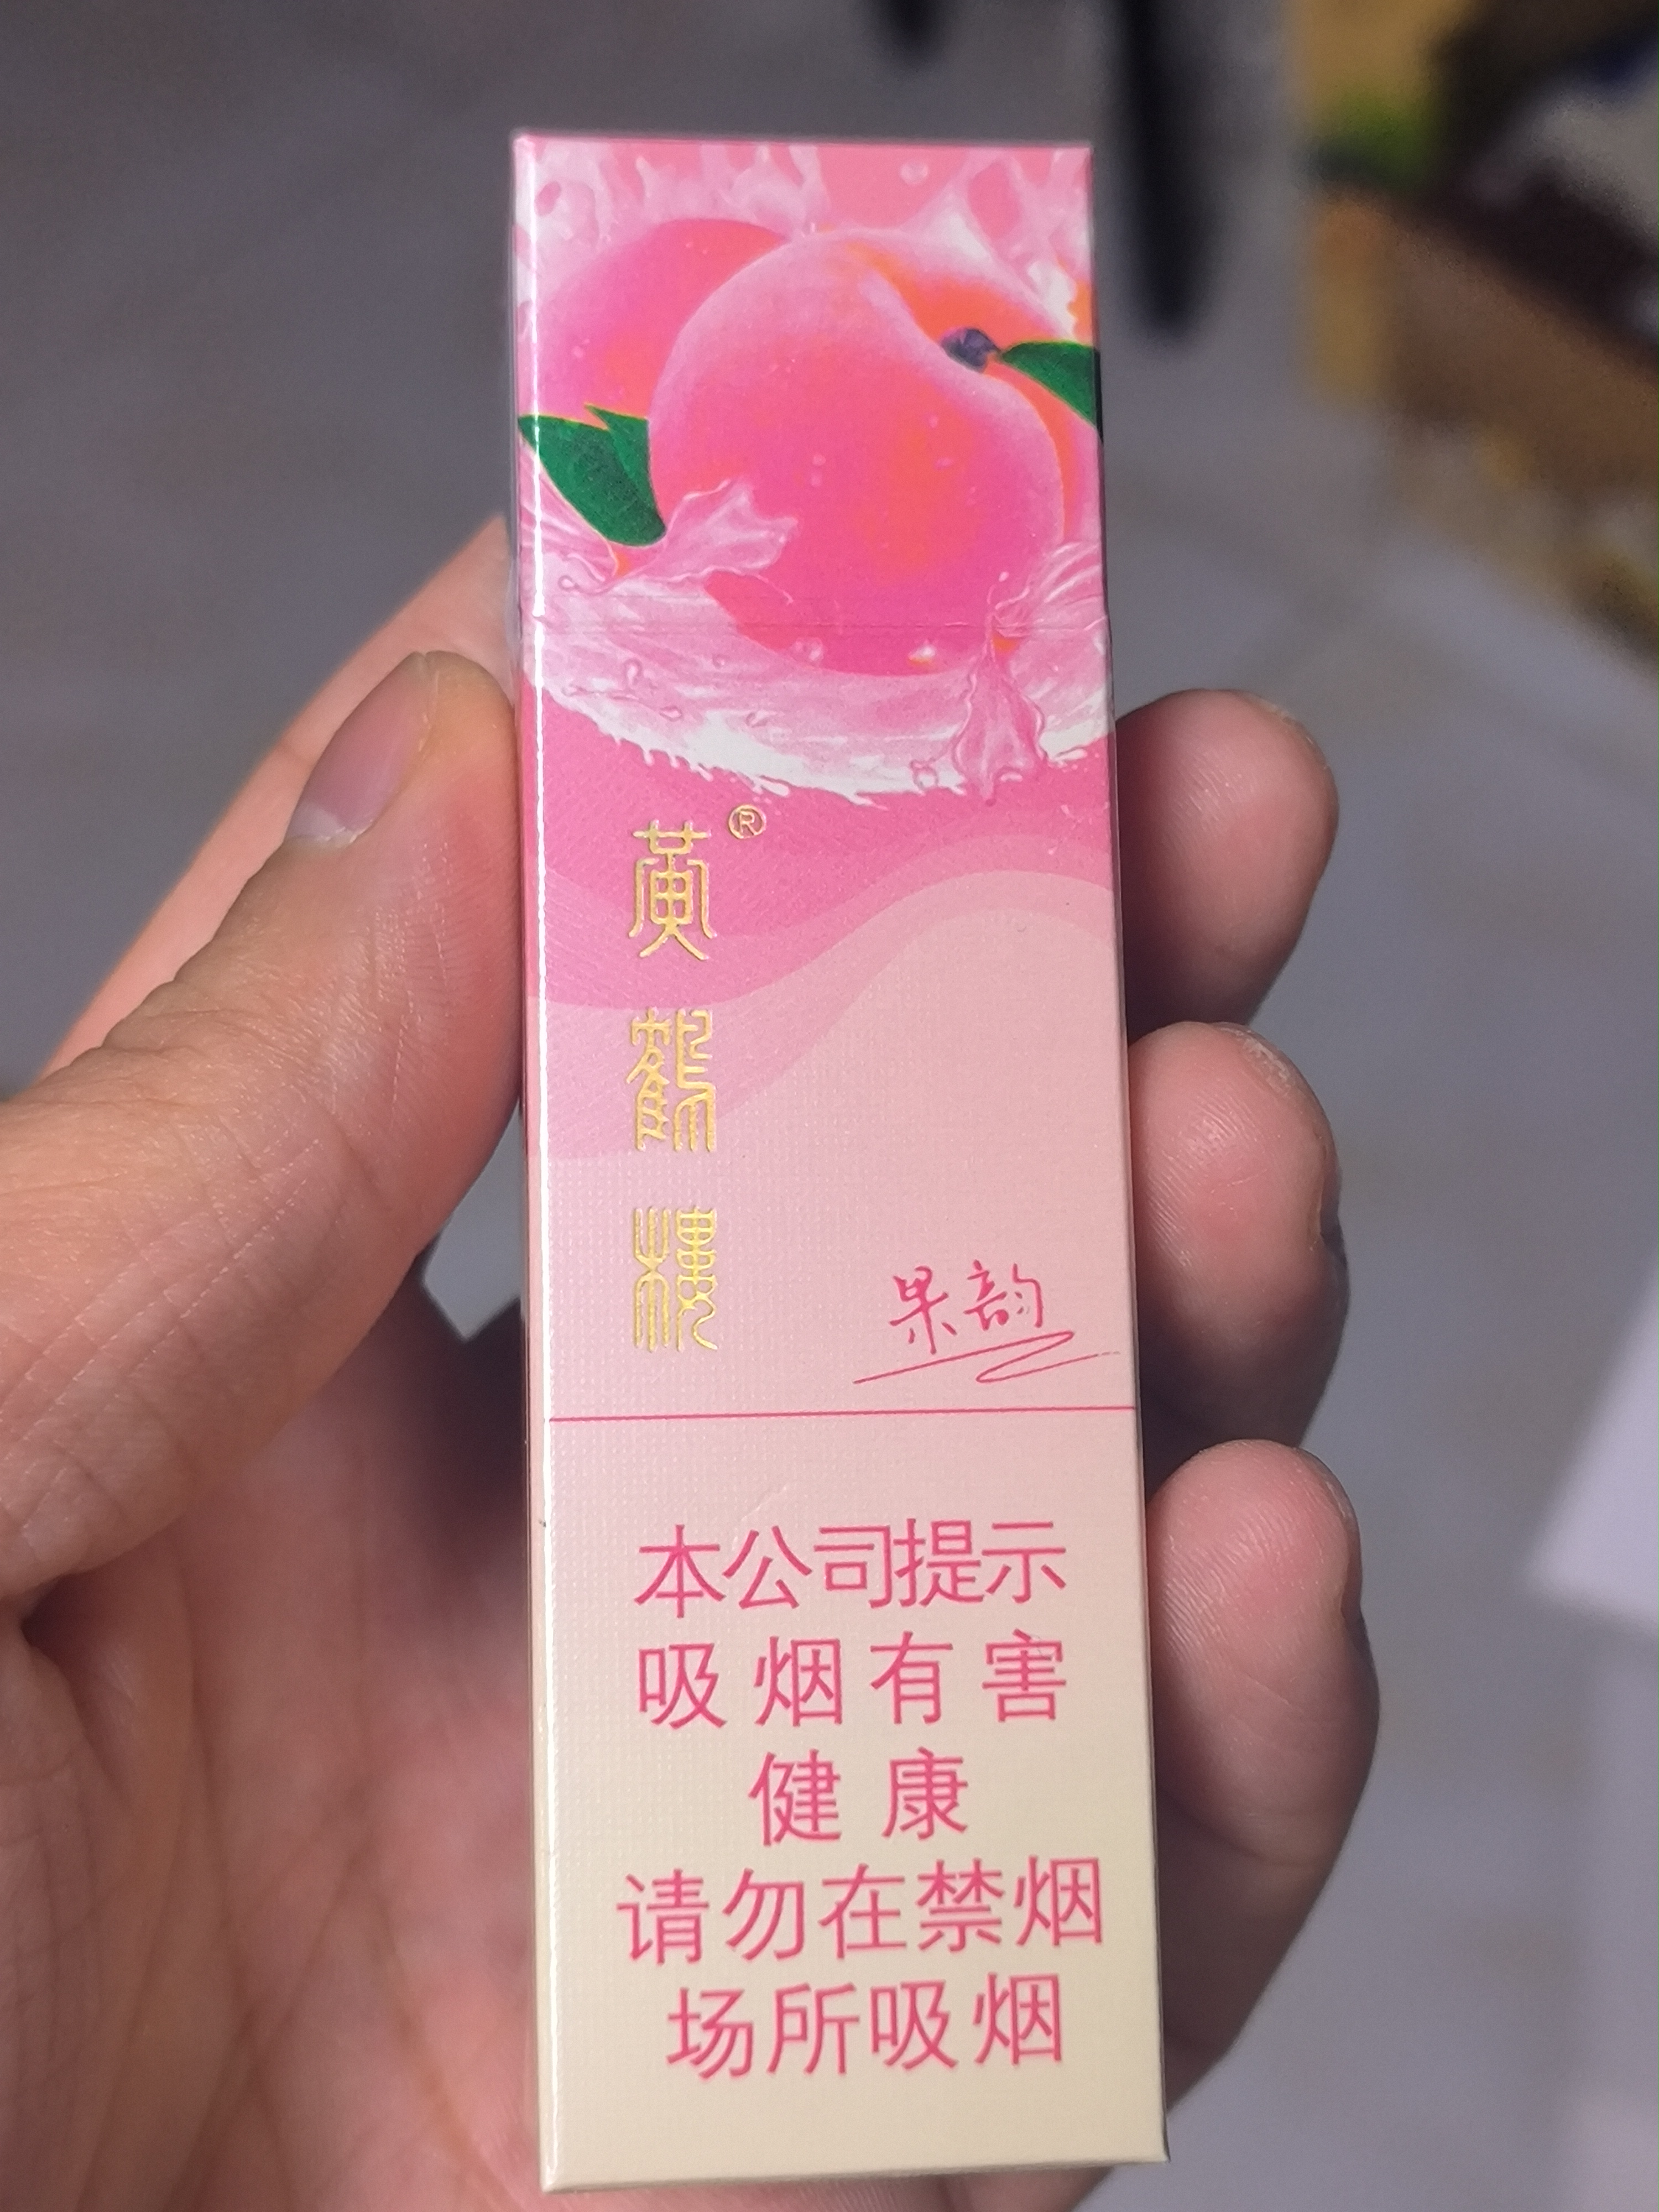 黄鹤樓®
果韵
本公司提示
吸烟有害
健康
请勿在禁烟
场所吸烟